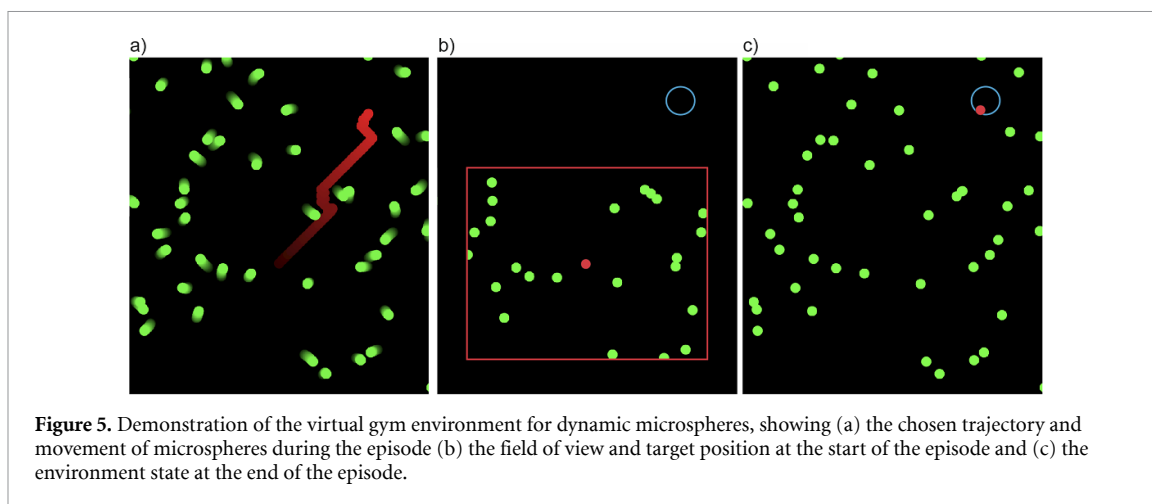 a)
b)
c)
Figure 5. Demonstration of the virtual gym environment for dynamic microspheres, showing (a) the chosen trajectory and
movement of microspheres during the episode (b) the field of view and target position at the start of the episode and (c) the
environment state at the end of the episode.